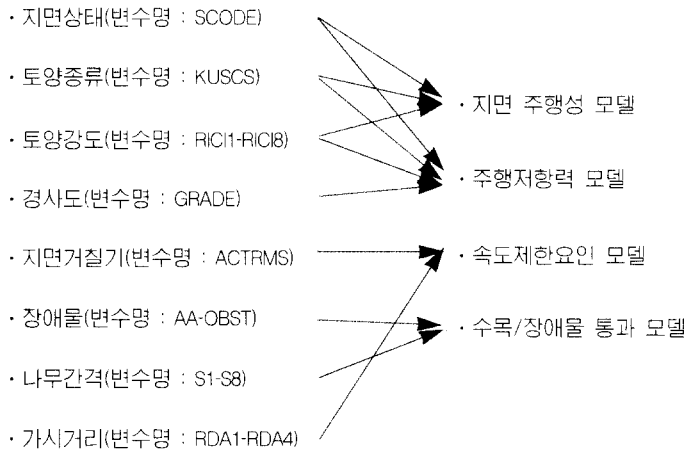 · 지면상태(변수명 : SCODE)
· 토양종류(변수명 : KUSCS)
· 토양강도(변수명 : RICI1-RICI8)
· 경사도(변수명 : GRADE)
· 지면거칠기(변수명 : ACTRMS)
· 장애물(변수명 : AA-OBST)
· 나무간격(변수명 : S1-S8)
· 가시거리(변수명 : RDA1-RDA4)
· 지면 주행성 모델
· 주행저항력 모델
· 속도제한요인 모델
· 수목/장애물 통과 모델